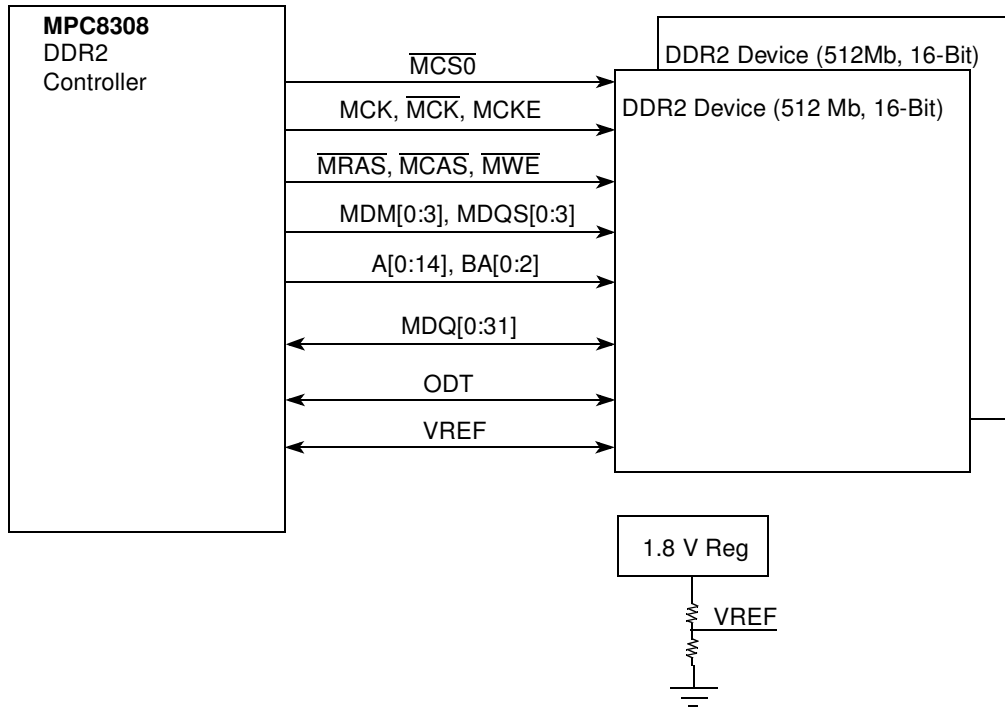 MPC8308
DDR2
Controller
MCS0
MCK, MCK, MCKE
MRAS, MCAS, MWE
MDM[0:3], MDQS[0:3]
A[0:14], BA[0:2]
MDQ[0:31]
ODT
VREF
DDR2 Device (512Mb, 16-Bit)
DDR2 Device (512 Mb, 16-Bit)
1.8 V Reg
VREF